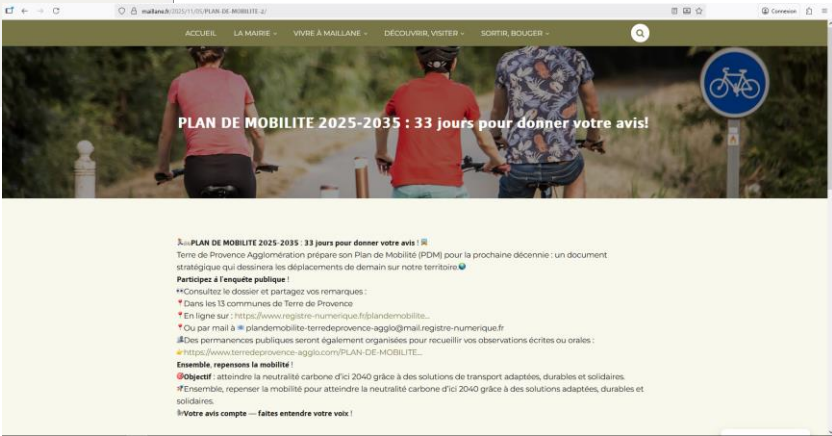 maillane.fr/2025/11/05/PLAN-DE-MOBILITE-2/
Connexion
ACCUEIL LA MAIRIE VIVRE À MAILLANE DÉCOUVRIR, VISITER SORTIR, BOUGER
PLAN DE MOBILITE 2025-2035 : 33 jours pour donner votre avis!
PLAN DE MOBILITE 2025-2035 : 33 jours pour donner votre avis !
Terre de Provence Agglomération prépare son Plan de Mobilité (PDM) pour la prochaine décennie : un document
stratégique qui dessinera les déplacements de demain sur notre territoire.
Participez á l'enquête publique !
Consultez le dossier et partagez vos remarques :
Dans les 13 communes de Terre de Provence
En ligne sur : https://www.registre-numerique.fr/plandemobilite...
Ou par mail à plandemobilite-terredeprovence-agglo@mail.registre-numerique.fr
Des permanences publiques seront également organisées pour recueillir vos observations écrites ou orales :
https://www.terredeprovence-agglo.com/PLAN-DE-MOBILITE...
Ensemble, repensons la mobilité !
Objectif : atteindre la neutralité carbone d'ici 2040 grâce à des solutions de transport adaptées, durables et solidaires.
Ensemble, repenser la mobilité pour atteindre la neutralité carbone d'ici 2040 grâce à des solutions adaptées, durables et
solidaires.
Votre avis compte — faites entendre votre voix !